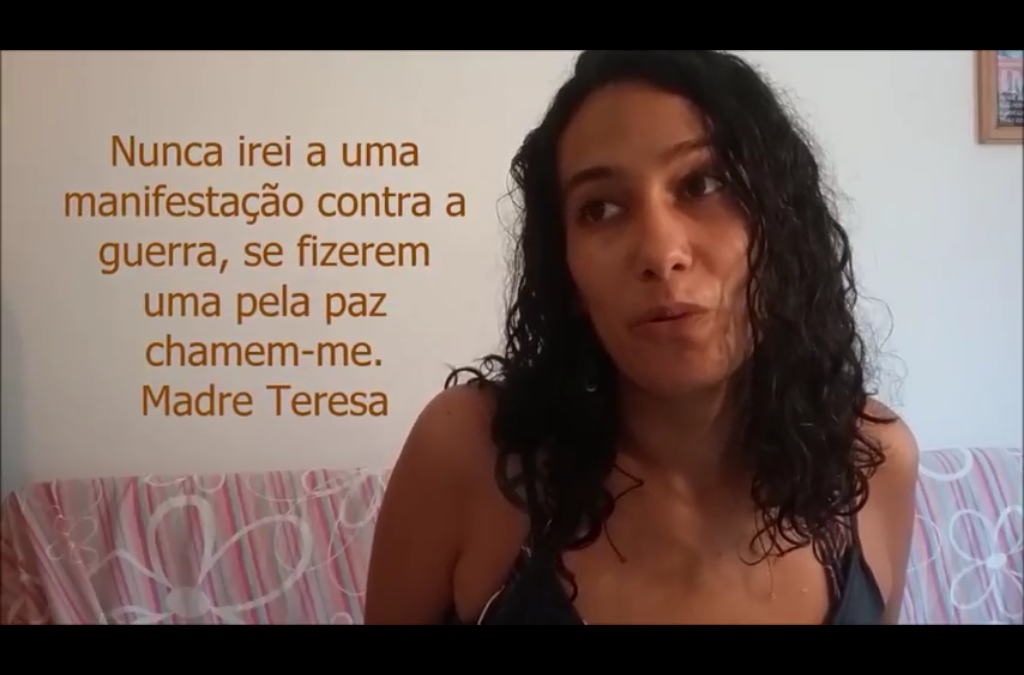 Nunca irei a uma
manifestação contra a
guerra, se fizerem
uma pela paz
chamem-me.
Madre Teresa